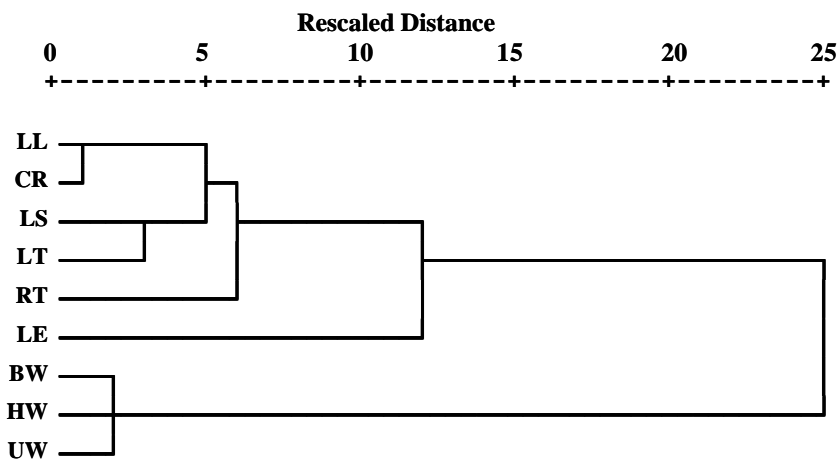 Rescaled Distance
0 5 10 15 20 25
LL
CR
LS
LT
RT
LE
BW
HW
UW